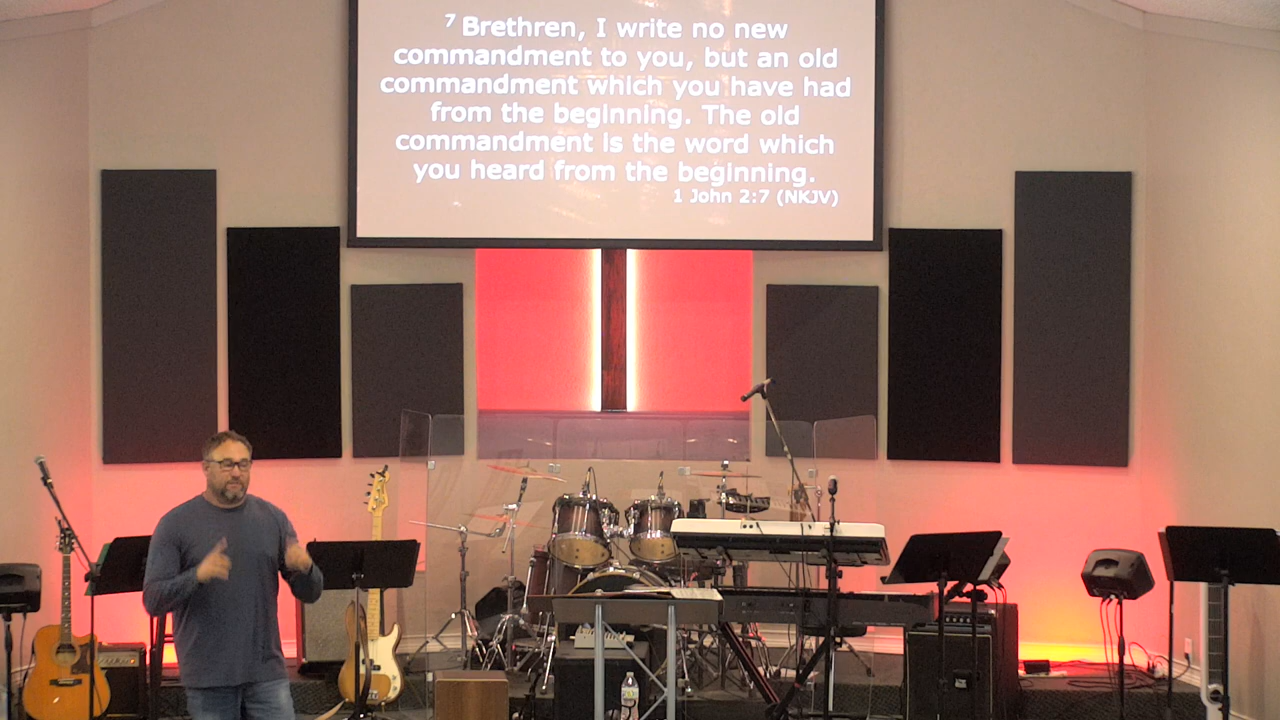 7 Brethren, I write no new
commandment to you, but an old
commandment which you have had
from the beginning. The old
commandment is the word which
you heard from the beginning.
1 John 2:7 (NKJV)